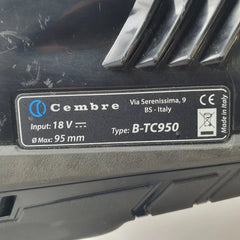 Cembre
Via Serenissima, 9
BS - Italy
Input: 18 V
Type: B-TC950
Ø Max: 95 mm
CE
Made in Italy